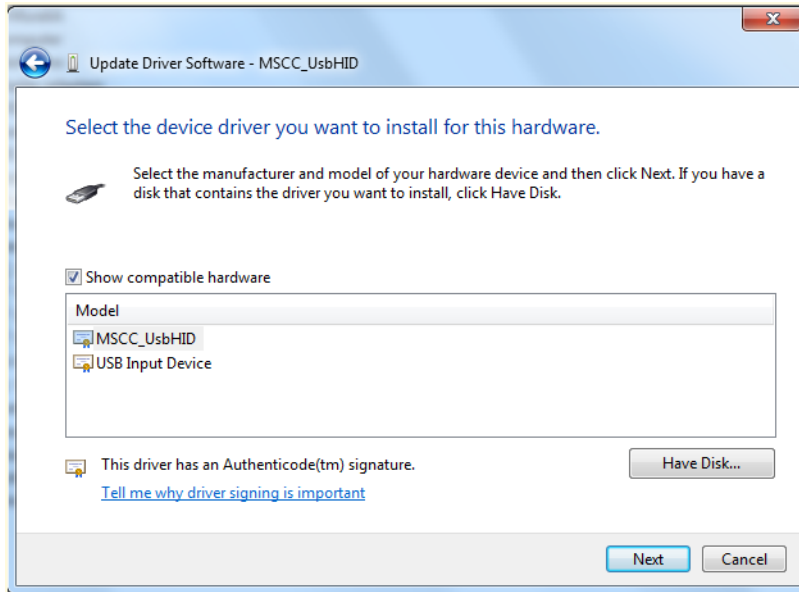 Update Driver Software - MSCC_UsbHID
Select the device driver you want to install for this hardware.
Select the manufacturer and model of your hardware device and then click Next. If you have a
disk that contains the driver you want to install, click Have Disk.
Show compatible hardware
Model
MSCC_UsbHID
USB Input Device
This driver has an Authenticode(tm) signature.
Have Disk...
Tell me why driver signing is important
Next
Cancel